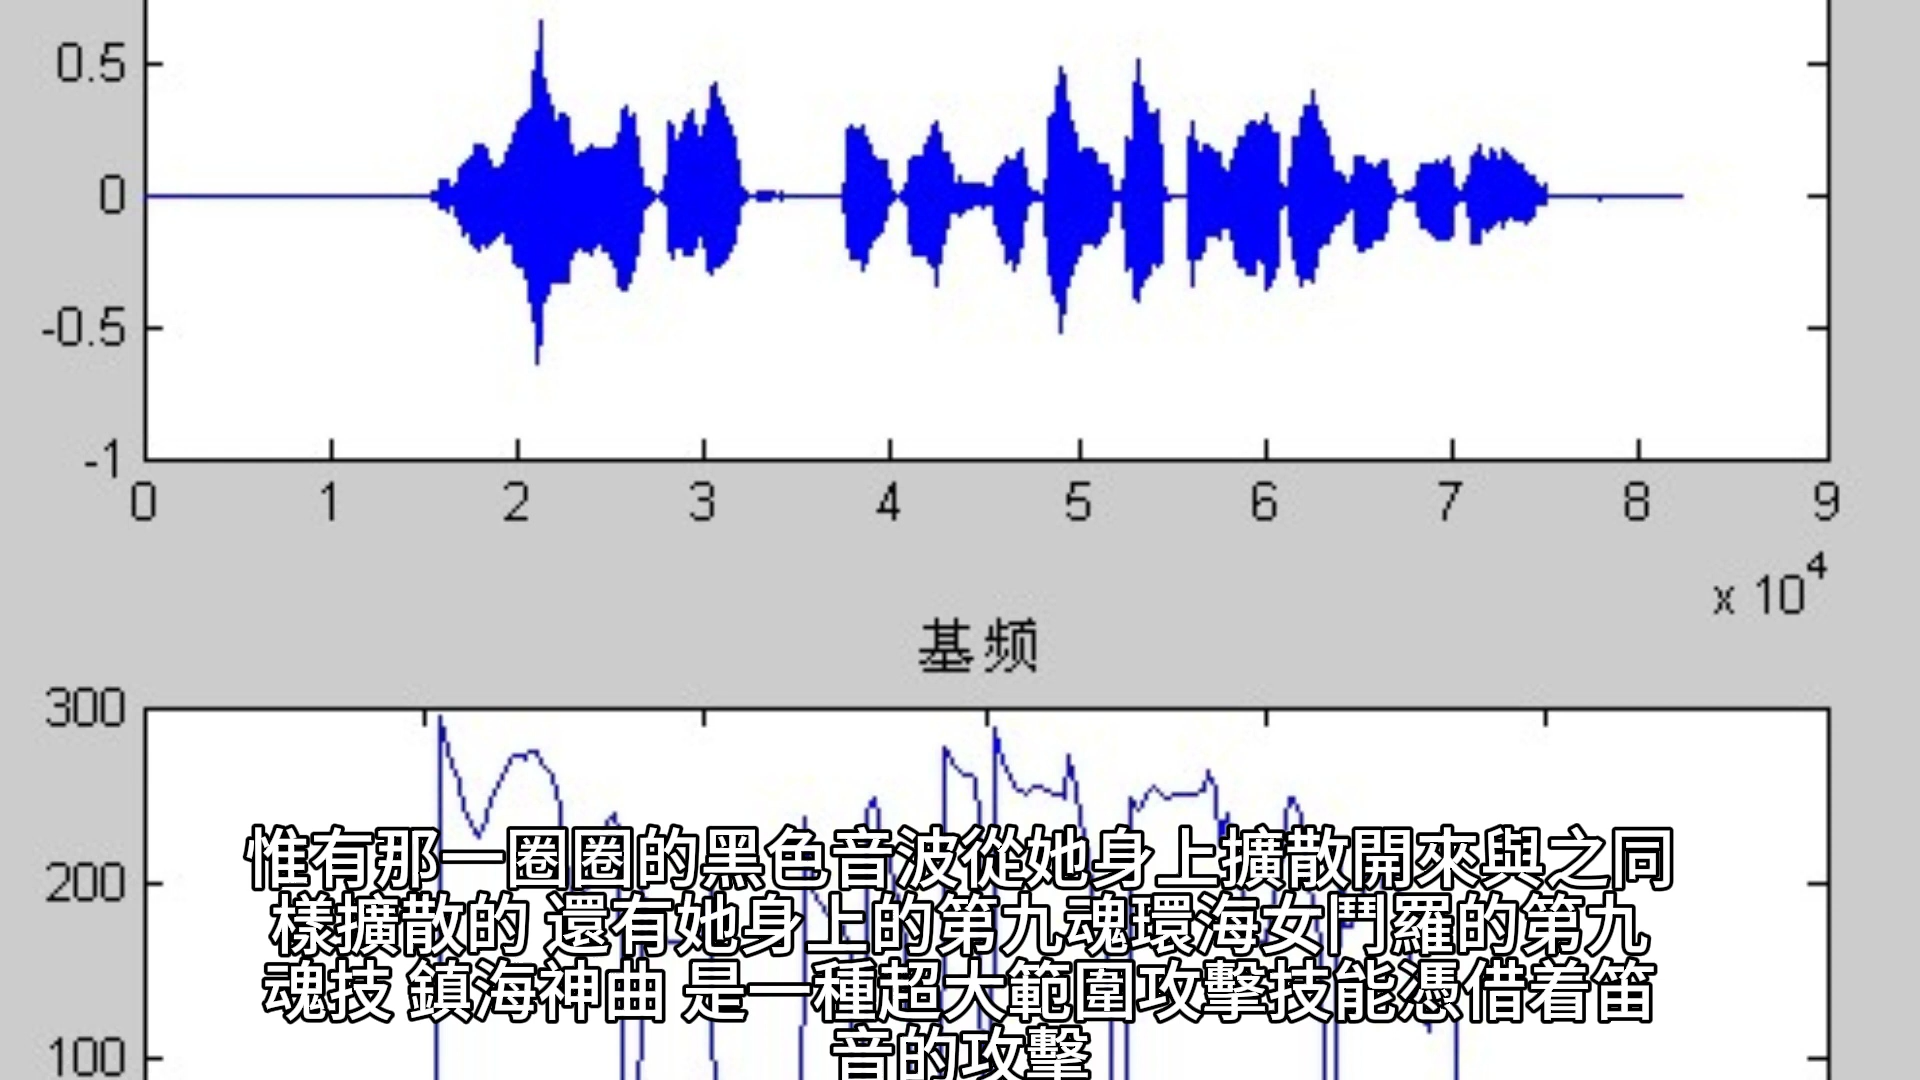 0.5
0
-0.5
-1
0 1 2 3 4 5 6 7 8 9
x 10^4
基频
300
200
100
惟有那一圈圈的黑色音波從她身上擴散開來與之同
樣擴散的 還有她身上的第九魂環海女鬥羅的第九
魂技 鎮海神曲 是一種超大範圍攻擊技能憑借着笛
音的攻擊